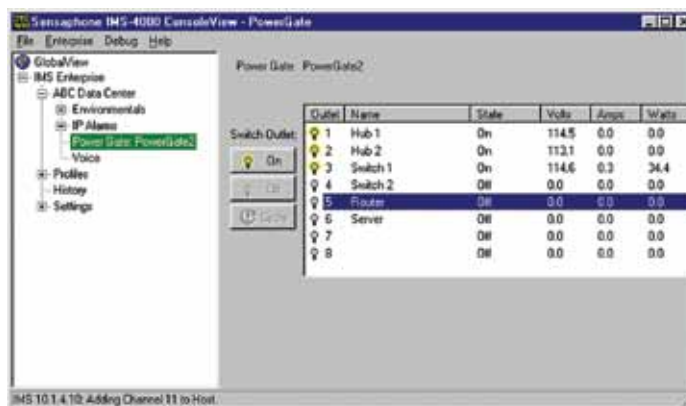 Sensaphone IMS-4000 ConsoleView - PowerGate
File Enterprise Debug Help
GlobalView
IMS Enterprise
ABC Data Center
Environmentals
IP Alarms
Power Gate: PowerGate2
Voice
Profiles
History
Settings
Power Gate: PowerGate2
Switch Outlet:
On
Off
Cycle
Outlet Name State Volts Amps Watts
1 Hub 1 On 114.5 0.0 0.0
2 Hub 2 On 113.1 0.0 0.0
3 Switch 1 On 114.6 0.3 34.4
4 Switch 2 Off 0.0 0.0 0.0
5 Router Off 0.0 0.0 0.0
6 Server Off 0.0 0.0 0.0
7 Off 0.0 0.0 0.0
8 Off 0.0 0.0 0.0
IMS 10.1.4.10: Adding Channel 11 to Host.